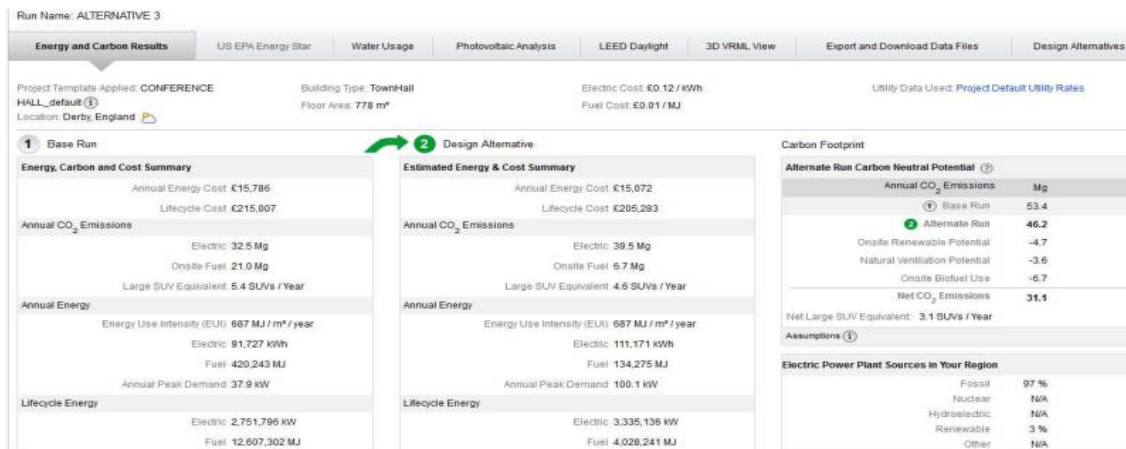 Run Name: ALTERNATIVE 3
Energy and Carbon Results US EPA Energy Star Water Usage Photovoltaic Analysis LEED Daylight 3D VRML View Export and Download Data Files Design Alternatives
Project Template Applied: CONFERENCE HALL_default
Location: Derby, England
Building Type: TownHall
Floor Area: 778 m²
Electric Cost: £0.12 / kWh
Fuel Cost: £0.01 / MJ
Utility Data Used: Project Default Utility Rates
1 Base Run
Energy, Carbon and Cost Summary
Annual Energy Cost £15,786
Lifecycle Cost £215,007
Annual CO2 Emissions
Electric 32.5 Mg
Onsite Fuel 21.0 Mg
Large SUV Equivalent 5.4 SUVs / Year
Annual Energy
Energy Use Intensity (EUI) 687 MJ / m² / year
Electric 91,727 kWh
Fuel 420,243 MJ
Annual Peak Demand 37.9 kW
Lifecycle Energy
Electric 2,751,796 kW
Fuel 12,607,302 MJ
2 Design Alternative
Estimated Energy & Cost Summary
Annual Energy Cost £15,072
Lifecycle Cost £205,283
Annual CO2 Emissions
Electric 39.5 Mg
Onsite Fuel 6.7 Mg
Large SUV Equivalent 4.6 SUVs / Year
Annual Energy
Energy Use Intensity (EUI) 687 MJ / m² / year
Electric 111,171 kWh
Fuel 134,275 MJ
Annual Peak Demand 100.1 kW
Lifecycle Energy
Electric 3,335,136 kW
Fuel 4,028,241 MJ
Carbon Footprint
Alternate Run Carbon Neutral Potential ?
Annual CO2 Emissions Mg
1 Base Run 53.4
2 Alternate Run 46.2
Onsite Renewable Potential -4.7
Natural Ventilation Potential -3.6
Onsite Biofuel Use -6.7
Net CO2 Emissions 31.1
Net Large SUV Equivalent: 3.1 SUVs / Year
Assumptions i
Electric Power Plant Sources in Your Region
Fossil 97 %
Nuclear N/A
Hydroelectric N/A
Renewable 3 %
Other N/A